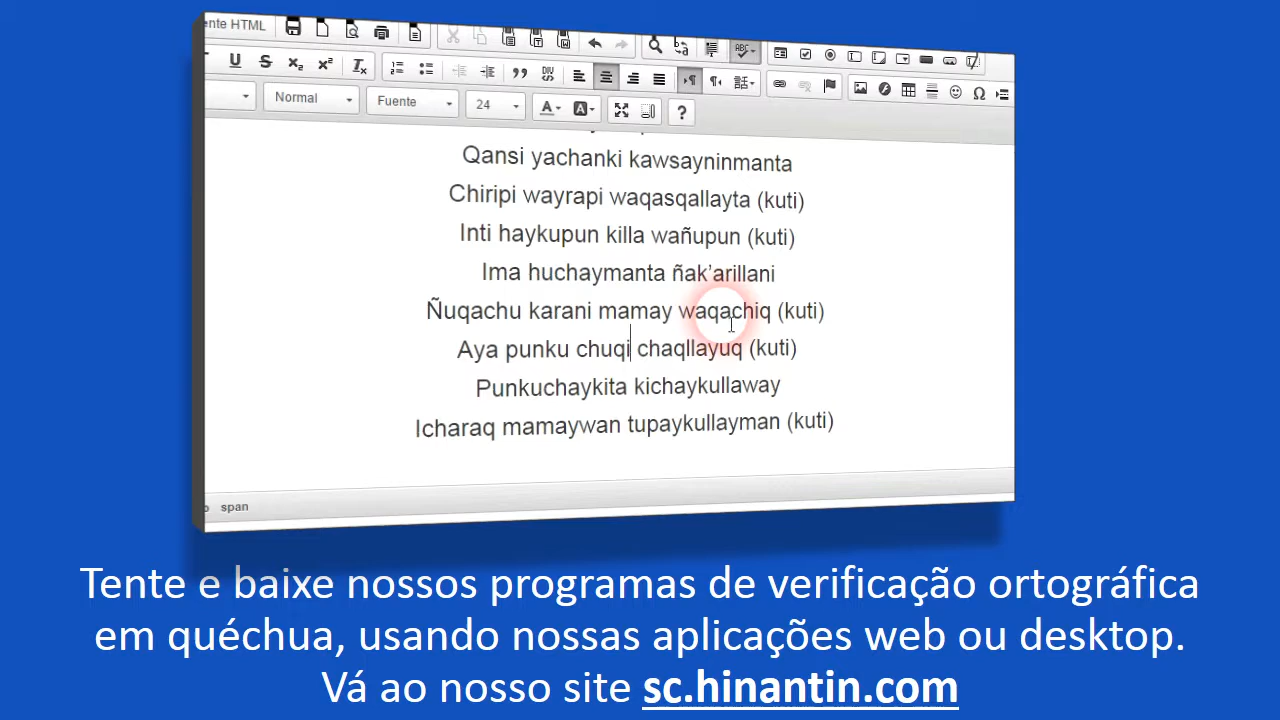 ente HTML
Normal
Fuente
24
Qansi yachanki kawsayninmanta
Chiripi wayrapi waqasqallayta (kuti)
Inti haykupun killa wañupun (kuti)
Ima huchaymanta ñak'arillani
Ñuqachu karani mamay waqachiq (kuti)
Aya punku chuqi chaqllayuq (kuti)
Punkuchaykita kichaykullaway
Icharaq mamaywan tupaykullayman (kuti)
span
Tente e baixe nossos programas de verificação ortográfica
em quéchua, usando nossas aplicações web ou desktop.
Vá ao nosso site sc.hinantin.com